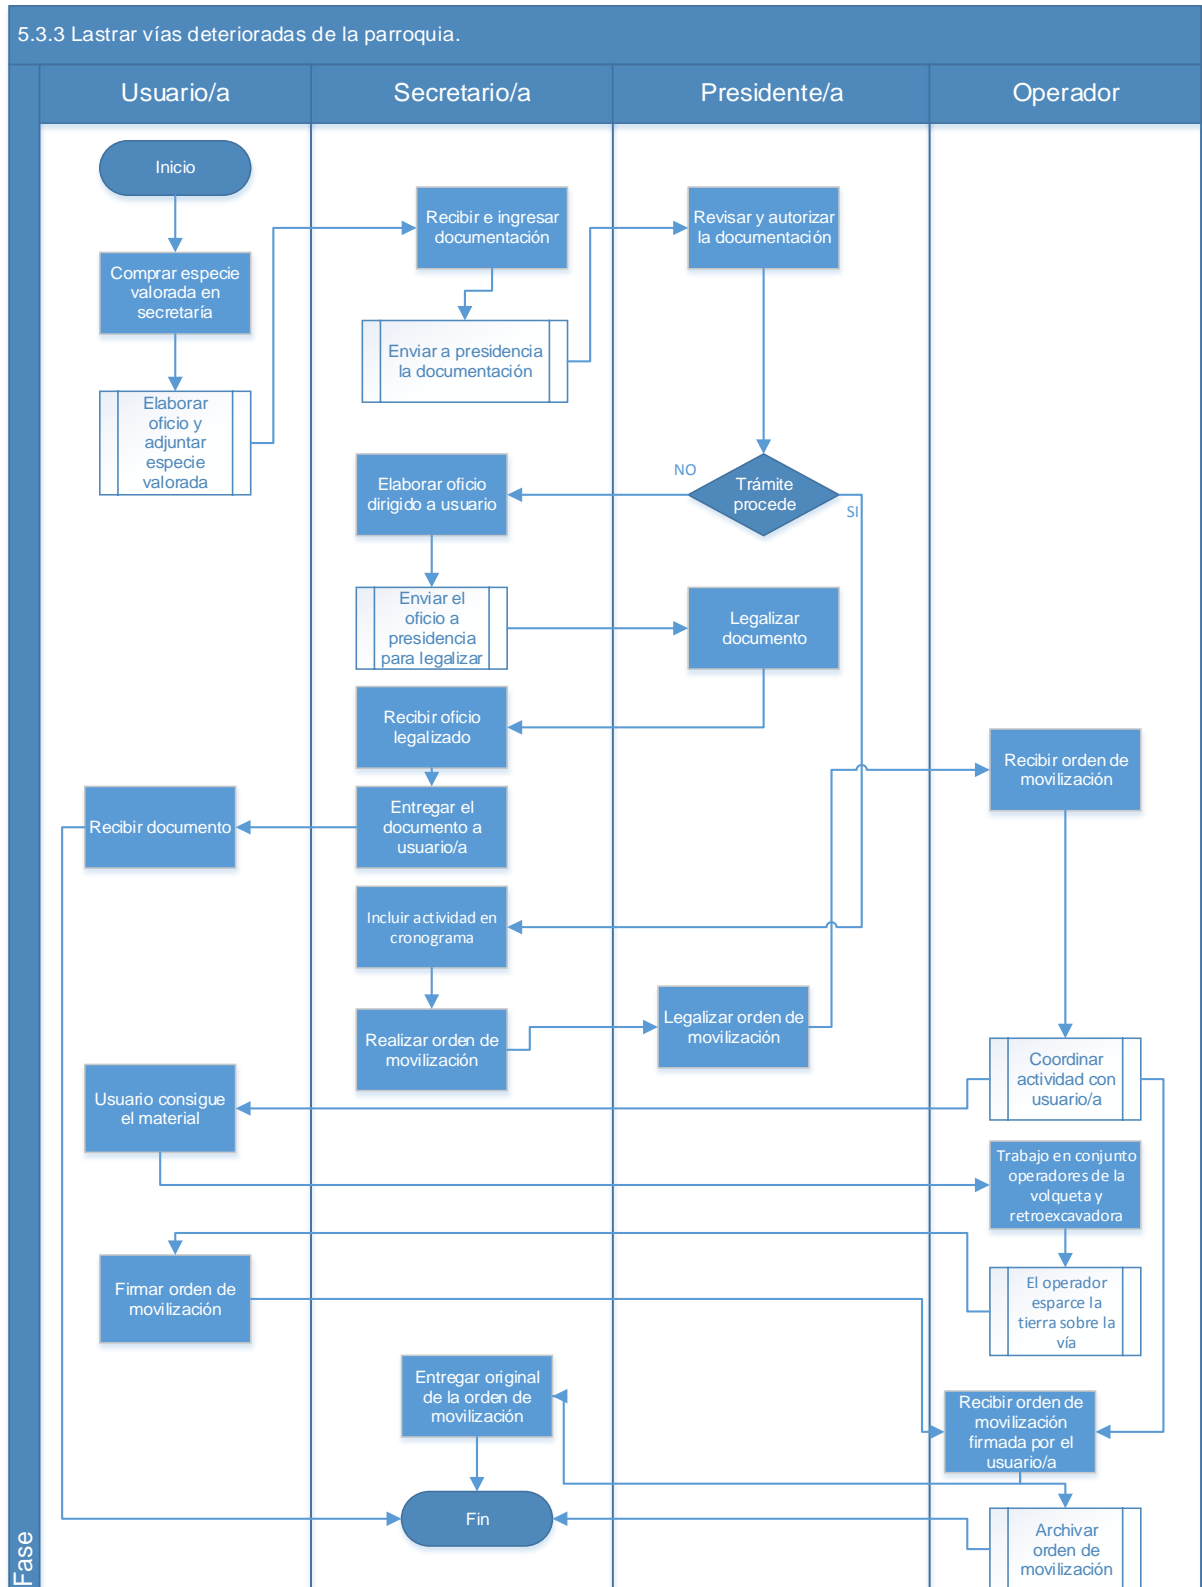 5.3.3 Lastrar vías deterioradas de la parroquia.
Usuario/a
Secretario/a
Presidente/a
Operador
Inicio
Recibir e ingresar
documentación
Revisar y autorizar
la documentación
Comprar especie
valorada en
secretaría
Enviar a presidencia
la documentación
Elaborar
oficio y
adjuntar
especie
valorada
Elaborar oficio
dirigido a usuario
NO
Trámite
procede
SI
Enviar el
oficio a
presidencia
para legalizar
Legalizar
documento
Recibir oficio
legalizado
Recibir orden de
movilización
Recibir documento
Entregar el
documento a
usuario/a
Incluir actividad en
cronograma
Realizar orden de
movilización
Legalizar orden de
movilización
Coordinar
actividad con
usuario/a
Usuario consigue
el material
Trabajo en conjunto
operadores de la
volqueta y
retroexcavadora
Firmar orden de
movilización
El operador
esparce la
tierra sobre la
vía
Entregar original
de la orden de
movilización
Recibir orden de
movilización
firmada por el
usuario/a
Fin
Archivar
orden de
movilización
Fase